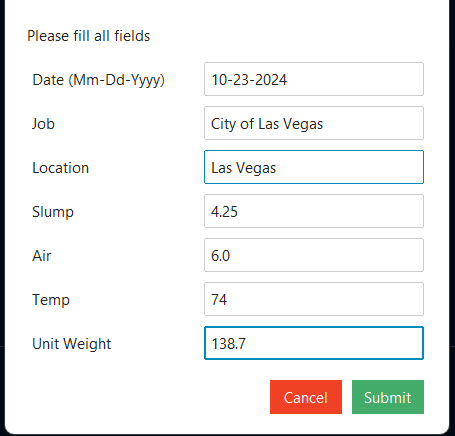 Please fill all fields
Date (Mm-Dd-Yyyy) 10-23-2024
Job City of Las Vegas
Location Las Vegas
Slump 4.25
Air 6.0
Temp 74
Unit Weight 138.7
Cancel Submit